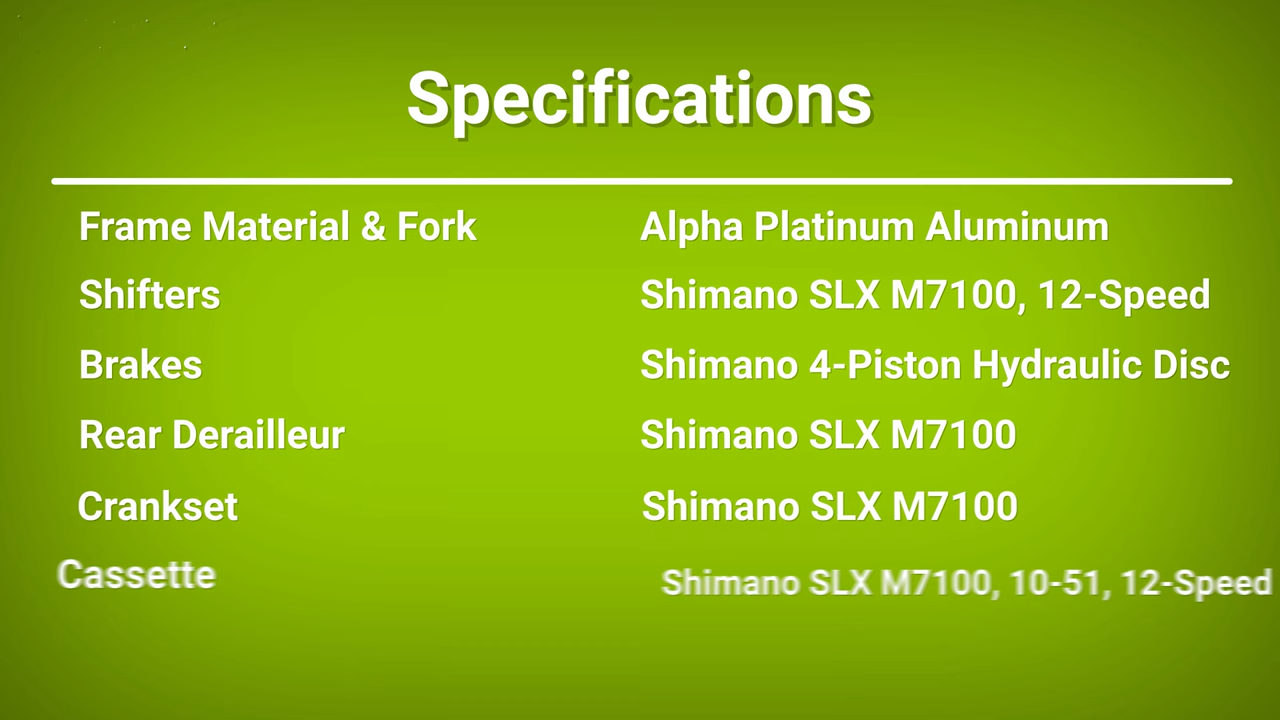 Specifications
Frame Material & Fork Alpha Platinum Aluminum
Shifters Shimano SLX M7100, 12-Speed
Brakes Shimano 4-Piston Hydraulic Disc
Rear Derailleur Shimano SLX M7100
Crankset Shimano SLX M7100
Cassette Shimano SLX M7100, 10-51, 12-Speed